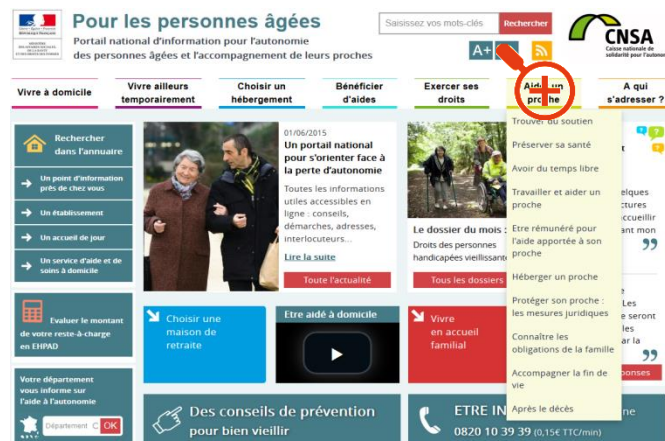 Pour les personnes âgées
Portail national d'information pour l'autonomie
des personnes âgées et l'accompagnement de leurs proches
Saisissez vos mots-clés
Rechercher
A+
CNSA
Caisse nationale de
solidarité pour l'autonomie
Vivre à domicile
Vivre ailleurs
temporairement
Choisir un
hébergement
Bénéficier
d'aides
Exercer ses
droits
Aider un
proche
A qui
s'adresser ?
Rechercher
dans l'annuaire
Un point d'information
près de chez vous
Un établissement
Un accueil de jour
Un service d'aide et de
soins à domicile
Evaluer le montant
de votre reste-à-charge
en EHPAD
Votre département
vous informe sur
l'aide à l'autonomie
Département
OK
01/06/2015
Un portail national
pour s'orienter face à
la perte d'autonomie
Toutes les informations
utiles accessibles en
ligne : conseils,
démarches, adresses,
interlocuteurs...
Lire la suite
Toute l'actualité
Le dossier du mois :
Droits des personnes
handicapées vieillissant
Tous les dossiers
Trouver du soutien
Préserver sa santé
Avoir du temps libre
Travailler et aider un
proche
Etre rémunéré pour
l'aide apportée à son
proche
Héberger un proche
Protéger son proche :
les mesures juridiques
Connaître les
obligations de la famille
Accompagner la fin de
vie
Après le décès
Choisir une
maison de
retraite
Etre aidé à domicile
Vivre
en accueil
familial
Des conseils de prévention
pour bien vieillir
ETRE IN
0820 10 39 39 (0,15€ TTC/min)